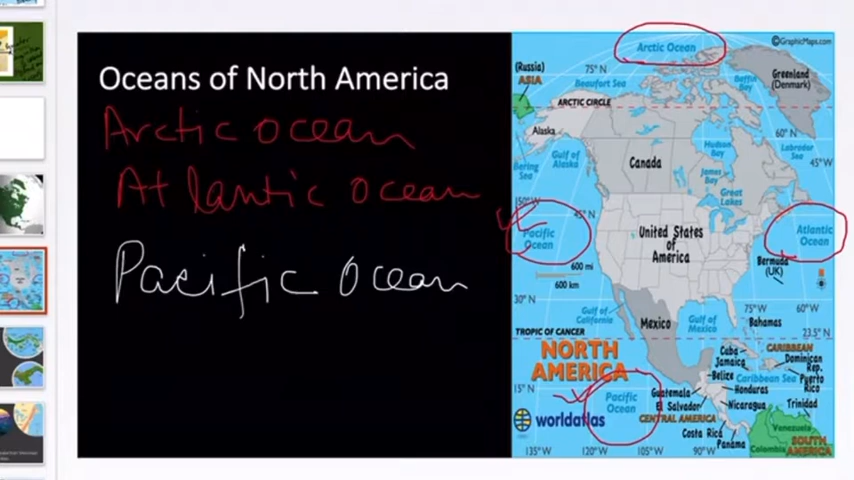 Oceans of North America
Arctic ocean
Atlantic ocean
Pacific Ocean
Arctic Ocean
©GraphicMaps.com
(Russia)
ASIA
75° N
Beaufort Sea
Baffin
Bay
Greenland
(Denmark)
ARCTIC CIRCLE
Alaska
60° N
Bering
Sea
Gulf of
Alaska
Canada
Hudson
Bay
James
Bay
Labrador
Sea
45° W
150° W
45° N
Great
Lakes
Pacific
Ocean
United States
of
America
Atlantic
Ocean
600 mi
600 km
Bermuda
(UK)
30° N
Gulf of
California
Mexico
Gulf of
Mexico
75° W
60° W
Bahamas
TROPIC OF CANCER
23.5° N
NORTH
AMERICA
Cuba
Jamaica
Belize
CARIBBEAN
Dominican
Rep.
Puerto
Rico
Caribbean Sea
15° N
Pacific
Ocean
Guatemala
El Salvador
Honduras
Nicaragua
Trinidad
worldatlas
CENTRAL AMERICA
Costa Rica
Panama
Venezuela
Colombia
SOUTH
AMERICA
135° W
120° W
105° W
90° W